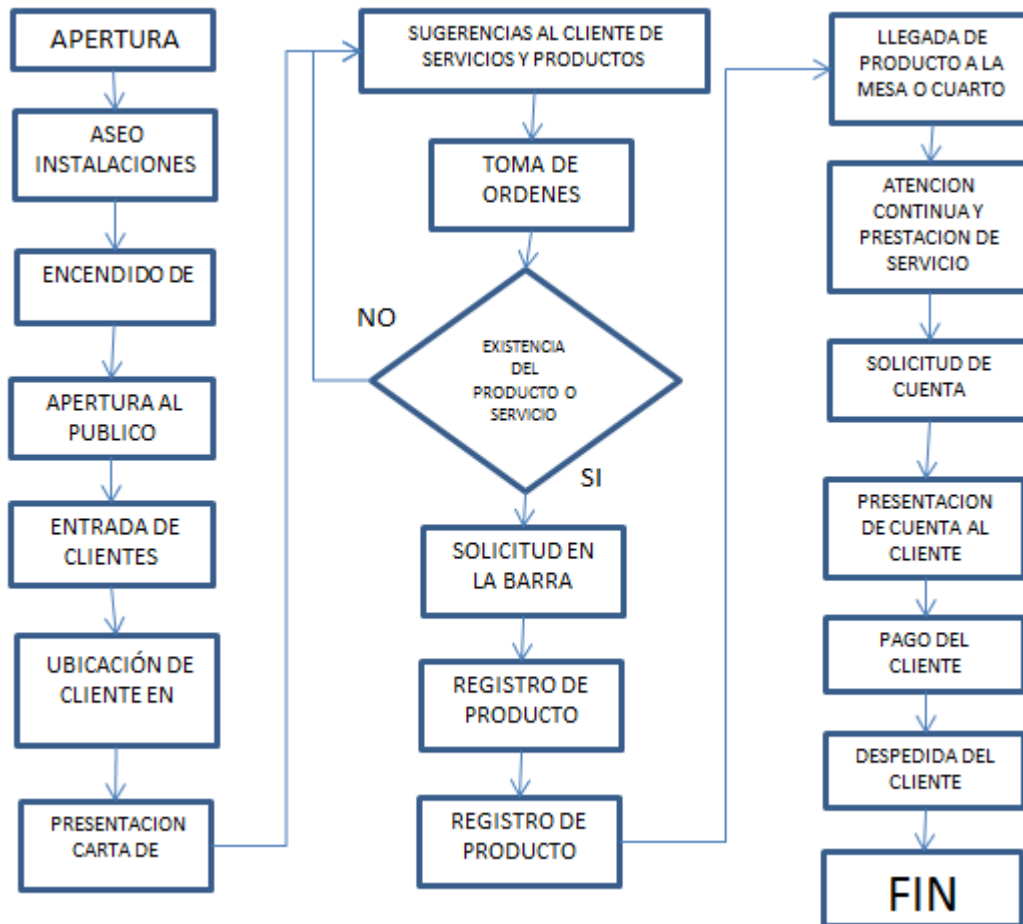 APERTURA
ASEO
INSTALACIONES
ENCENDIDO DE
APERTURA AL
PUBLICO
ENTRADA DE
CLIENTES
UBICACIÓN DE
CLIENTE EN
PRESENTACION
CARTA DE
SUGERENCIAS AL CLIENTE DE
SERVICIOS Y PRODUCTOS
TOMA DE
ORDENES
NO
EXISTENCIA
DEL
PRODUCTO O
SERVICIO
SI
SOLICITUD EN
LA BARRA
REGISTRO DE
PRODUCTO
REGISTRO DE
PRODUCTO
LLEGADA DE
PRODUCTO A LA
MESA O CUARTO
ATENCION
CONTINUA Y
PRESTACION DE
SERVICIO
SOLICITUD DE
CUENTA
PRESENTACION
DE CUENTA AL
CLIENTE
PAGO DEL
CLIENTE
DESPEDIDA DEL
CLIENTE
FIN